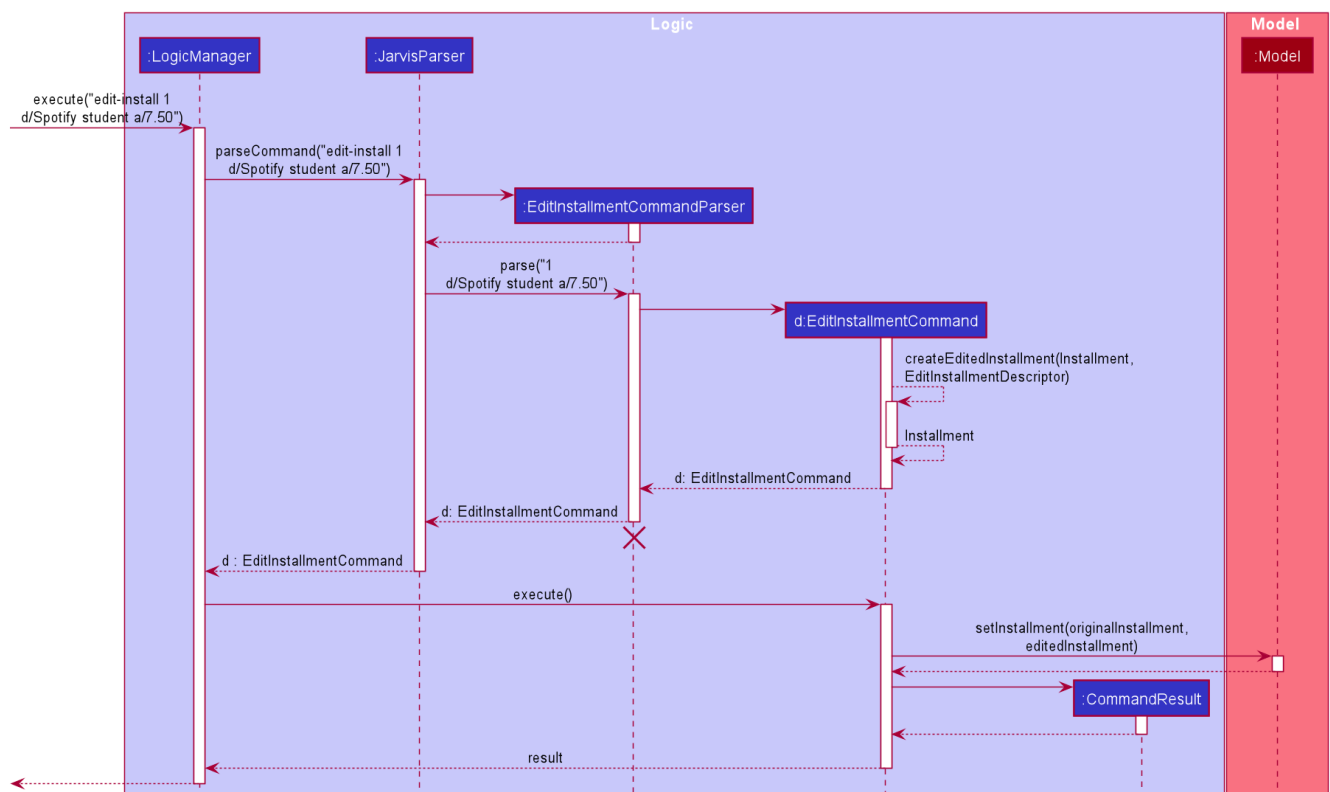 Logic
Model
:LogicManager
:JarvisParser
:Model
execute("edit-install 1
d/Spotify student a/7.50")
parseCommand("edit-install 1
d/Spotify student a/7.50")
:EditInstallmentCommandParser
parse("1
d/Spotify student a/7.50")
d:EditInstallmentCommand
createEditedInstallment(Installment,
EditInstallmentDescriptor)
Installment
d: EditInstallmentCommand
d: EditInstallmentCommand
d : EditInstallmentCommand
execute()
setInstallment(originalInstallment,
editedInstallment)
:CommandResult
result